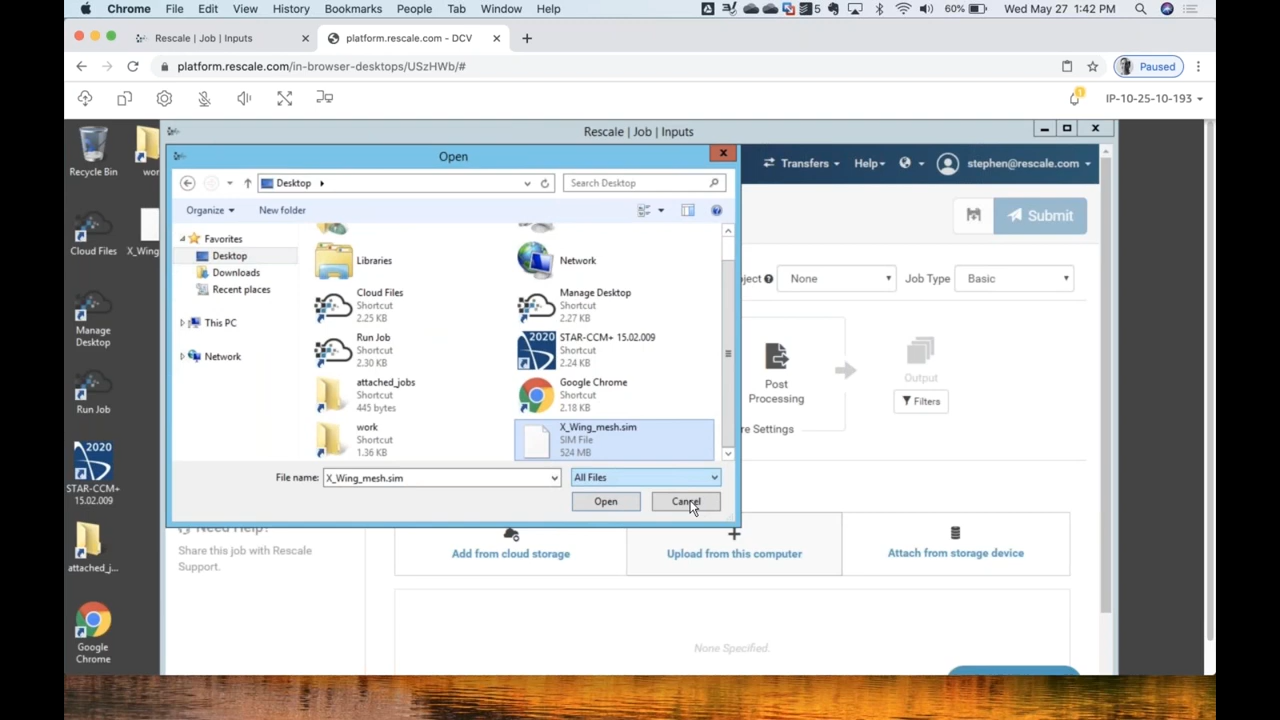 Chrome File Edit View History Bookmarks People Tab Window Help 5 60% Wed May 27 1:42 PM
Rescale | Job | Inputs
platform.rescale.com - DCV
platform.rescale.com/in-browser-desktops/USzHWb/#
Paused
1
IP-10-25-10-193
Rescale | Job | Inputs
Recycle Bin
wor
Cloud Files
X_Wing
Manage
Desktop
Run Job
2020
STAR-CCM+
15.02.009
attached_j...
Google
Chrome
Open
Desktop
Search Desktop
Organize
New folder
Favorites
Desktop
Downloads
Recent places
This PC
Network
Libraries
Network
Cloud Files
Shortcut
2.25 KB
Manage Desktop
Shortcut
2.27 KB
Run Job
Shortcut
2.30 KB
2020
STAR-CCM+ 15.02.009
Shortcut
2.24 KB
attached_jobs
Shortcut
445 bytes
Google Chrome
Shortcut
2.18 KB
work
Shortcut
1.36 KB
X_Wing_mesh.sim
SIM File
524 MB
File name: X_Wing_mesh.sim
All Files
Open
Cancel
Transfers
Help
stephen@rescale.com
Submit
ject
None
Job Type
Basic
Post
Processing
Output
Filters
re Settings
Need Help?
Share this job with Rescale
Support.
Add from cloud storage
Upload from this computer
Attach from storage device
None Specified.